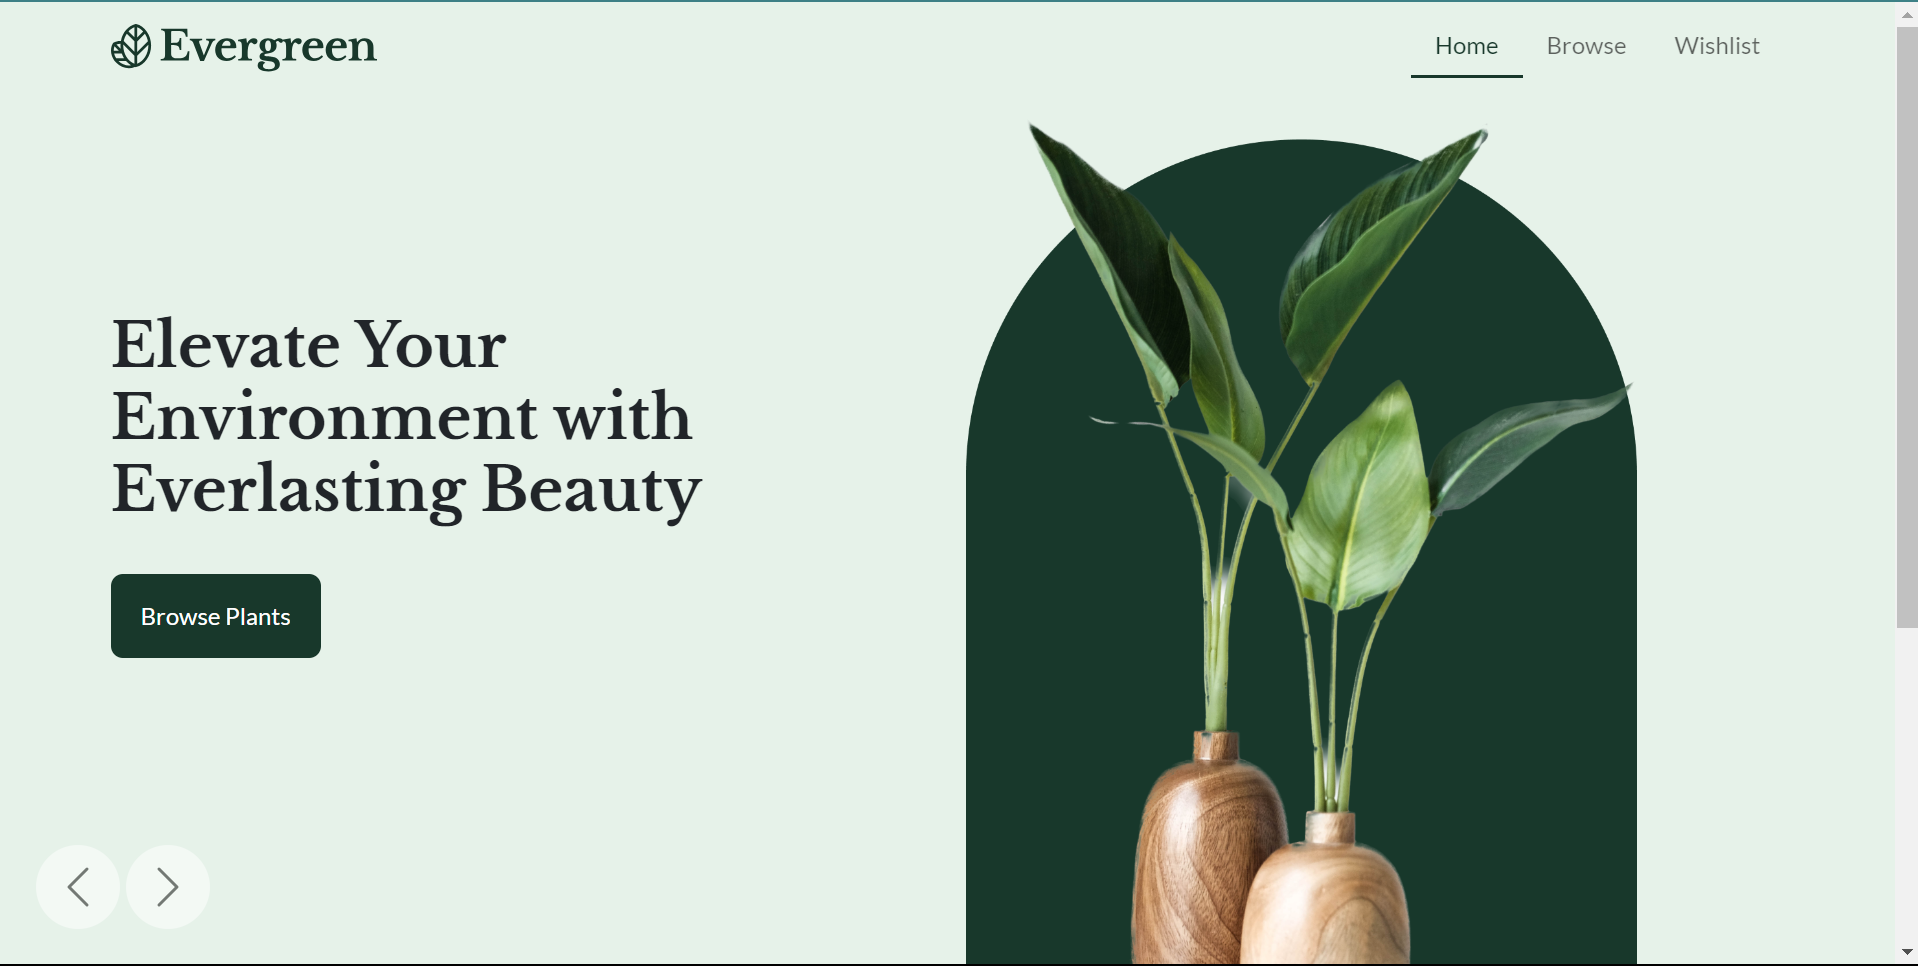 Evergreen
Home Browse Wishlist
Elevate Your
Environment with
Everlasting Beauty
Browse Plants